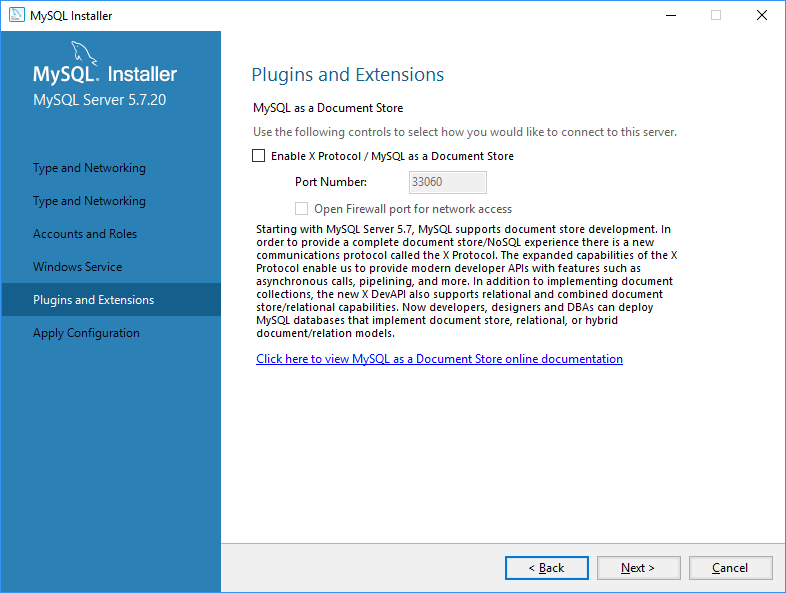 MySQL Installer
MySQL. Installer
MySQL Server 5.7.20
Type and Networking
Type and Networking
Accounts and Roles
Windows Service
Plugins and Extensions
Apply Configuration
Plugins and Extensions
MySQL as a Document Store
Use the following controls to select how you would like to connect to this server.
Enable X Protocol / MySQL as a Document Store
Port Number: 33060
Open Firewall port for network access
Starting with MySQL Server 5.7, MySQL supports document store development. In
order to provide a complete document store/NoSQL experience there is a new
communications protocol called the X Protocol. The expanded capabilities of the X
Protocol enable us to provide modern developer APIs with features such as
asynchronous calls, pipelining, and more. In addition to implementing document
collections, the new X DevAPI also supports relational and combined document
store/relational capabilities. Now developers, designers and DBAs can deploy
MySQL databases that implement document store, relational, or hybrid
document/relation models.
Click here to view MySQL as a Document Store online documentation
< Back Next > Cancel